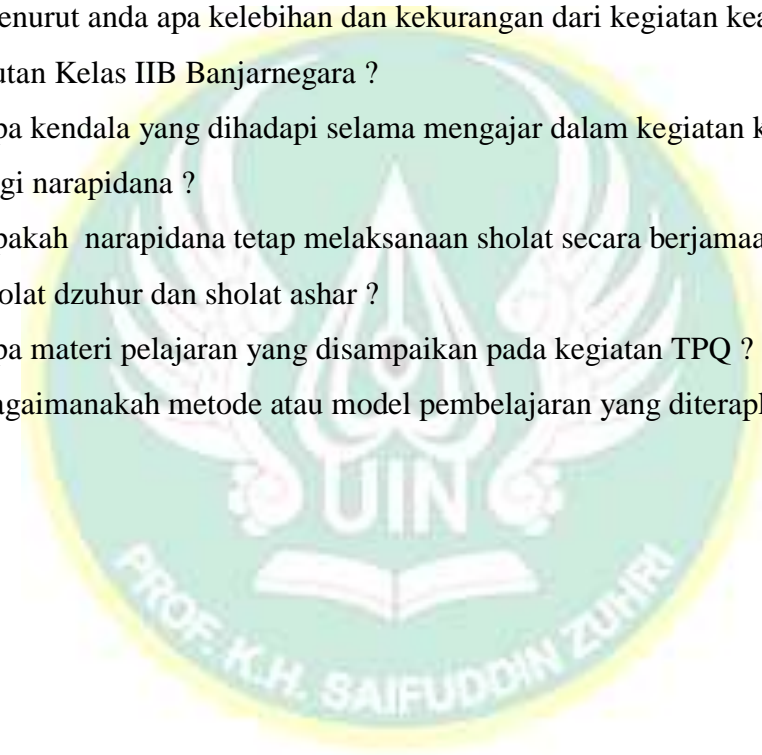 enurut anda apa kelebihan dan kekurangan dari kegiatan kea
utan Kelas IIB Banjarnegara ?
pa kendala yang dihadapi selama mengajar dalam kegiatan k
gi narapidana ?
pakah narapidana tetap melaksanaan sholat secara berjamaa
olat dzuhur dan sholat ashar ?
pa materi pelajaran yang disampaikan pada kegiatan TPQ ?
agaimanakah metode atau model pembelajaran yang diterapl
UIN
PROF. K.H. SAIFUDDIN ZUHRI